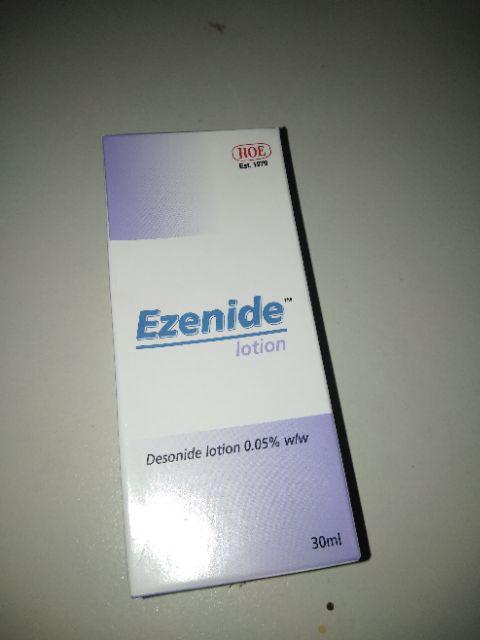 HOE
Est. 1979
Ezenide™
lotion
Desonide lotion 0.05% w/w
30ml